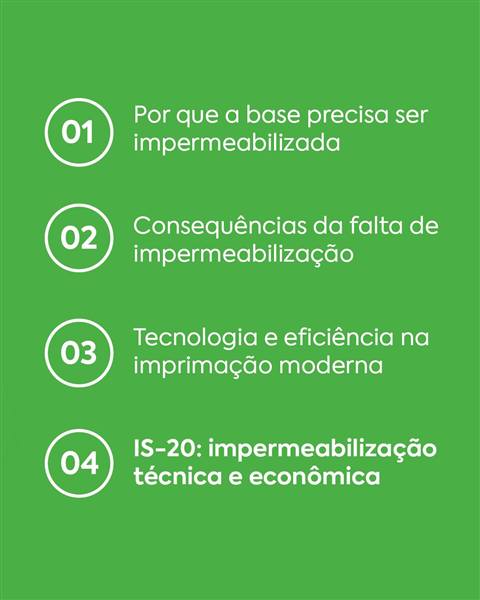 01
Por que a base precisa ser
impermeabilizada
02
Consequências da falta de
impermeabilização
03
Tecnologia e eficiência na
imprimação moderna
04
IS-20: impermeabilização
técnica e econômica